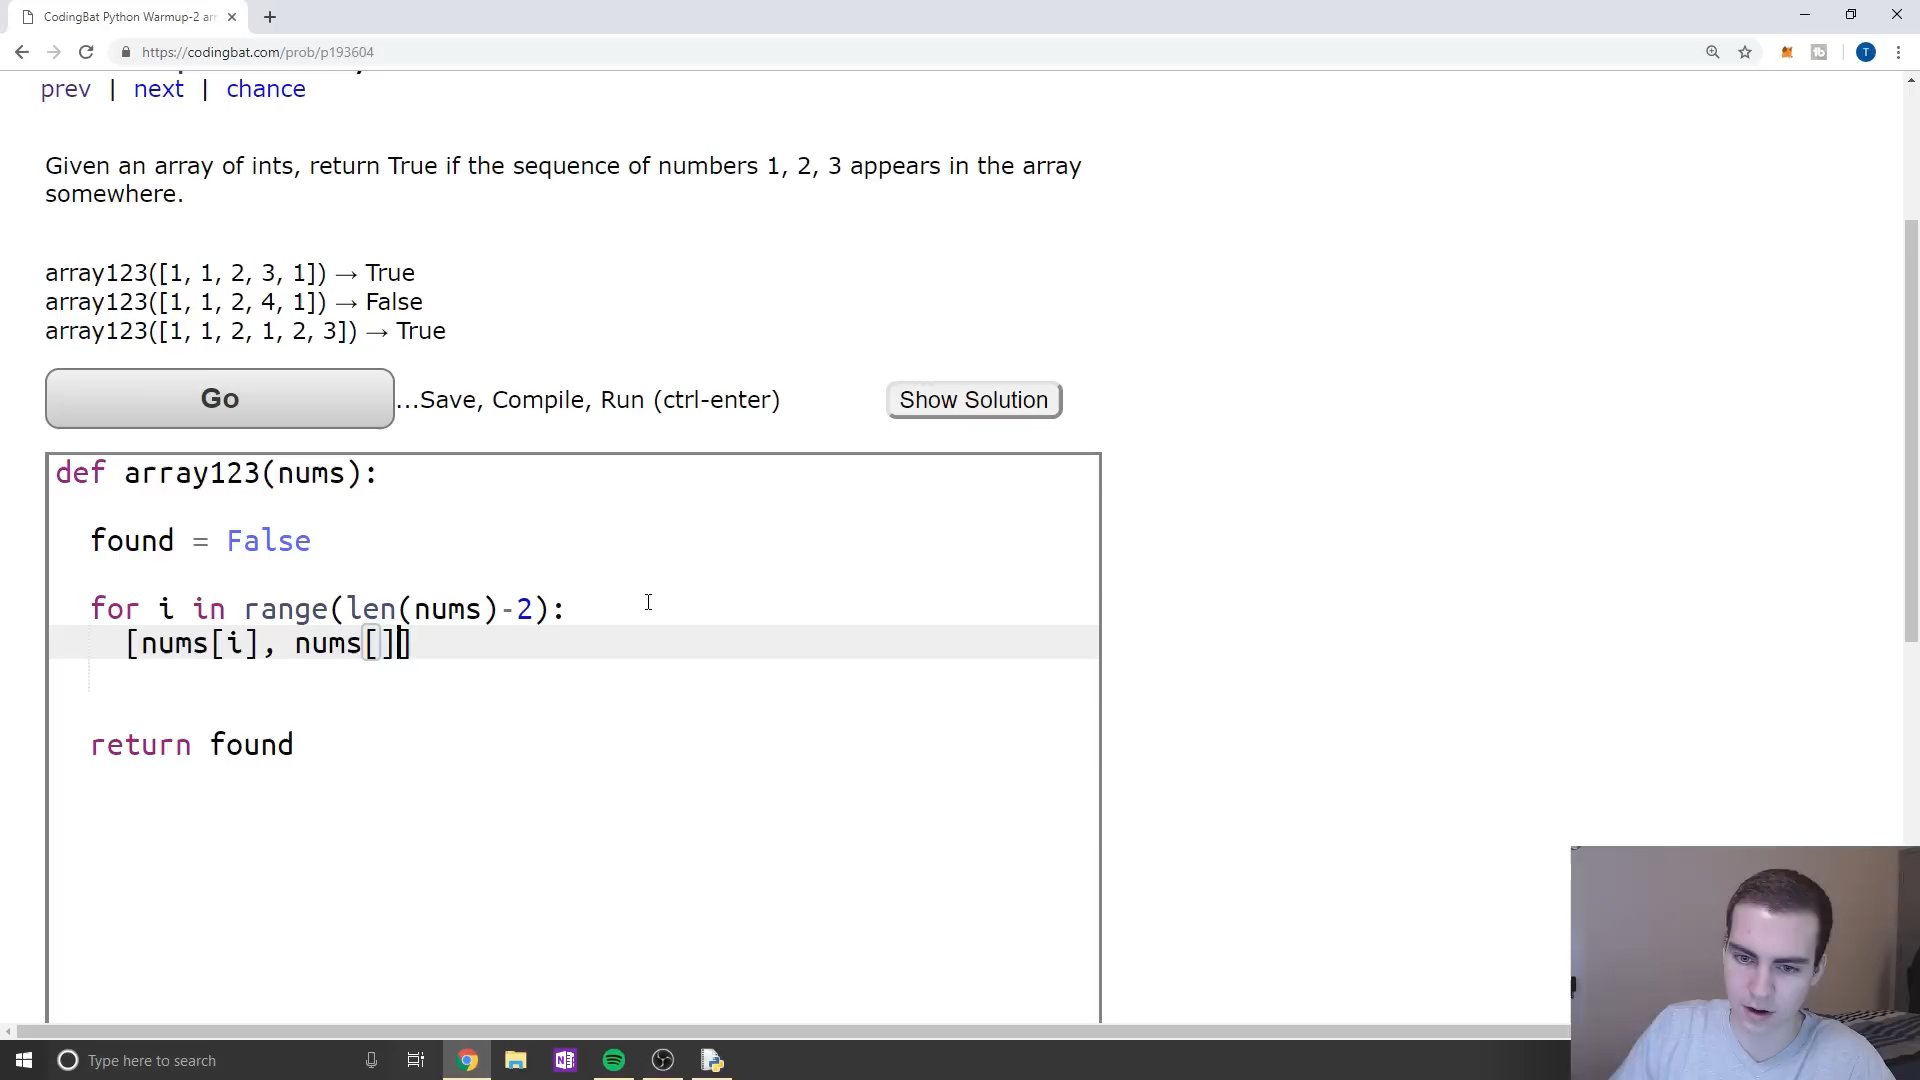 CodingBat Python Warmup-2 arr
https://codingbat.com/prob/p193604
prev | next | chance
Given an array of ints, return True if the sequence of numbers 1, 2, 3 appears in the array
somewhere.
array123([1, 1, 2, 3, 1]) → True
array123([1, 1, 2, 4, 1]) → False
array123([1, 1, 2, 1, 2, 3]) → True
Go
...Save, Compile, Run (ctrl-enter)
Show Solution
def array123(nums):
found = False
for i in range(len(nums)-2):
[nums[i], nums[]]
return found
Type here to search